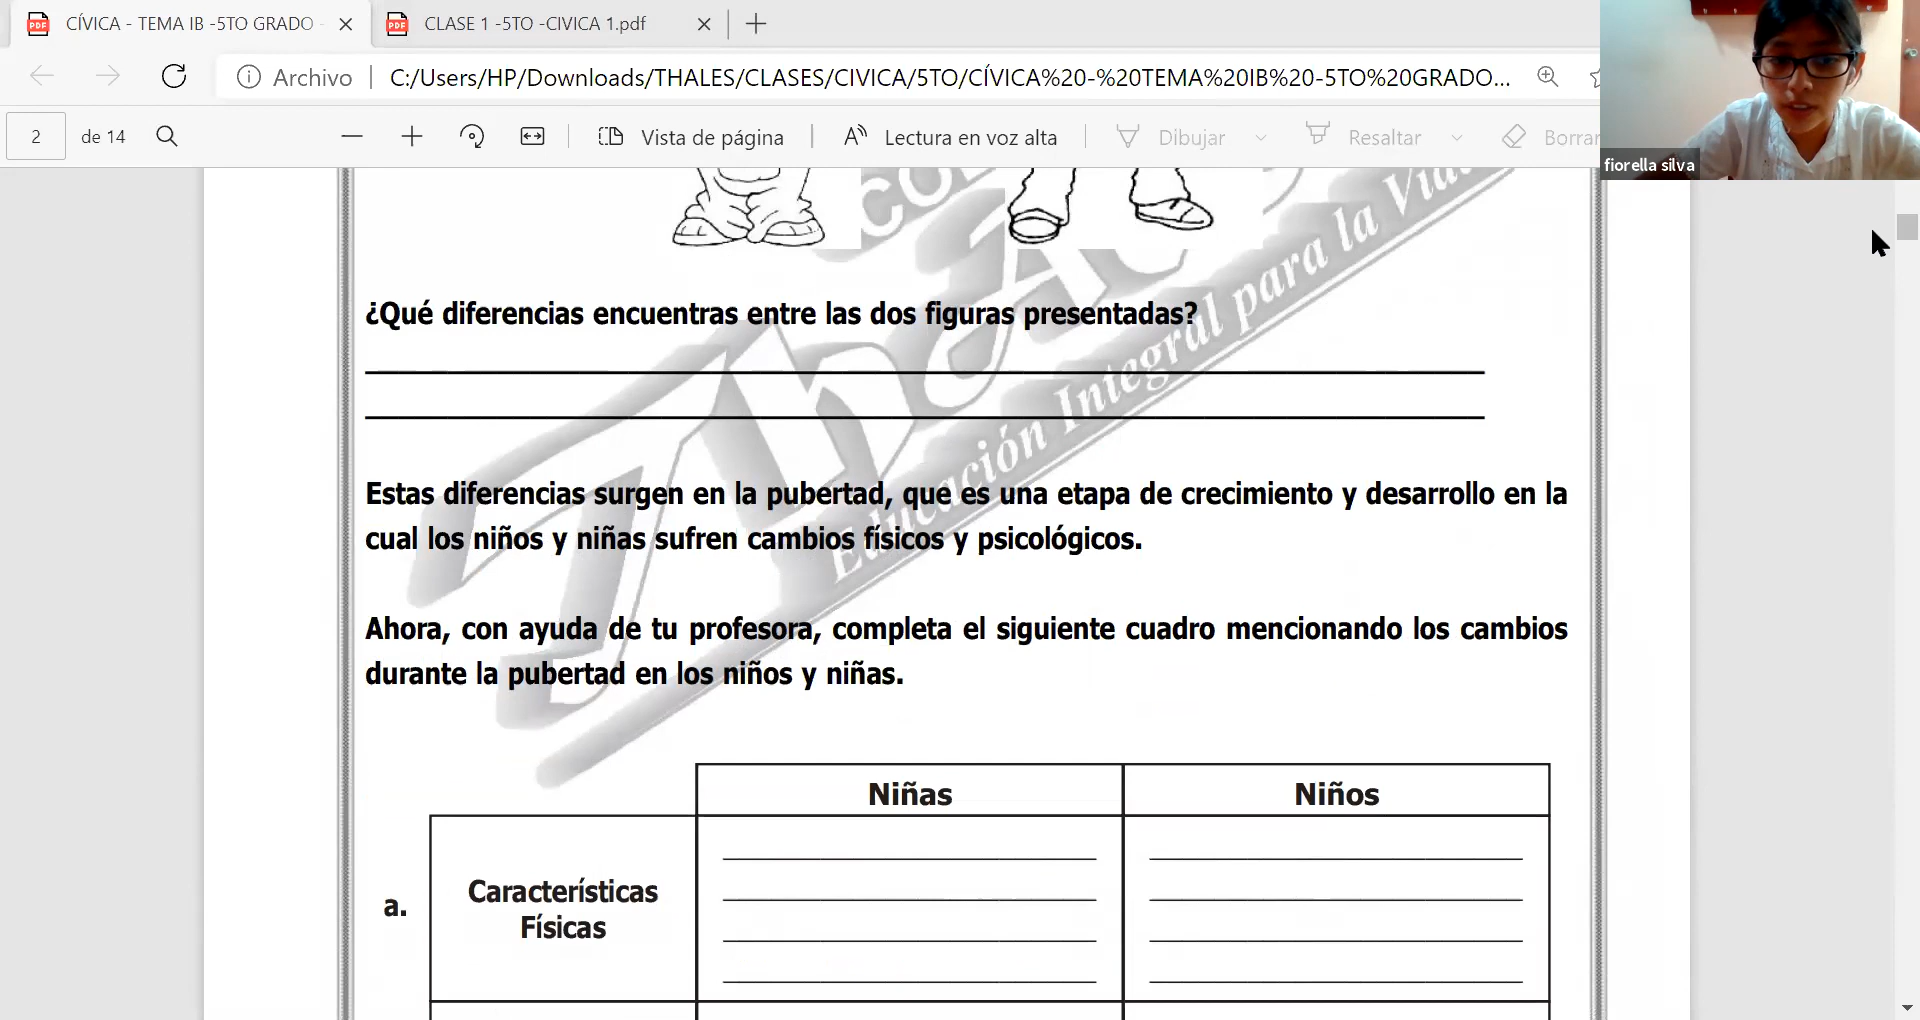 CÍVICA - TEMA IB -5TO GRADO -
CLASE 1 -5TO -CIVICA 1.pdf
Archivo
C:/Users/HP/Downloads/THALES/CLASES/CIVICA/5TO/CÍVICA%20-%20TEMA%20IB%20-5TO%20GRADO...
2 de 14
Vista de página
Lectura en voz alta
Dibujar
Resaltar
Borrar
fiorella silva
¿Qué diferencias encuentras entre las dos figuras presentadas?
Educación Integral para la Vida
Estas diferencias surgen en la pubertad, que es una etapa de crecimiento y desarrollo en la
cual los niños y niñas sufren cambios físicos y psicológicos.
Ahora, con ayuda de tu profesora, completa el siguiente cuadro mencionando los cambios
durante la pubertad en los niños y niñas.
Niñas
Niños
a.
Características
Físicas